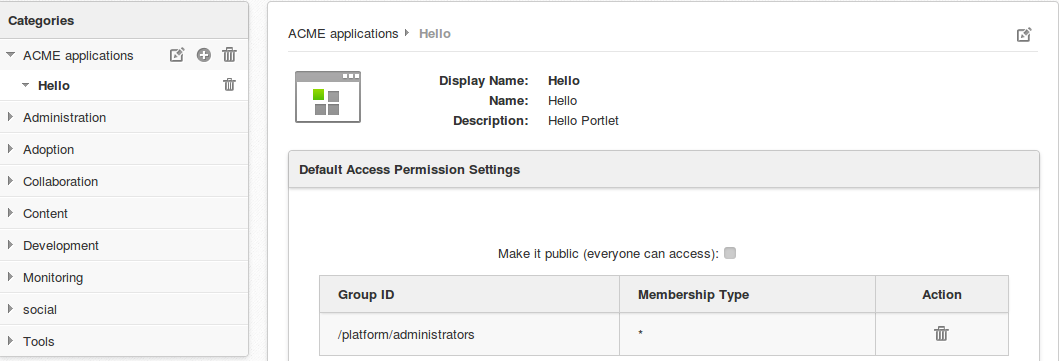 Categories
ACME applications
Hello
Administration
Adoption
Collaboration
Content
Development
Monitoring
social
Tools
ACME applications Hello
Display Name: Hello
Name: Hello
Description: Hello Portlet
Default Access Permission Settings
Make it public (everyone can access):
Group ID Membership Type Action
/platform/administrators *